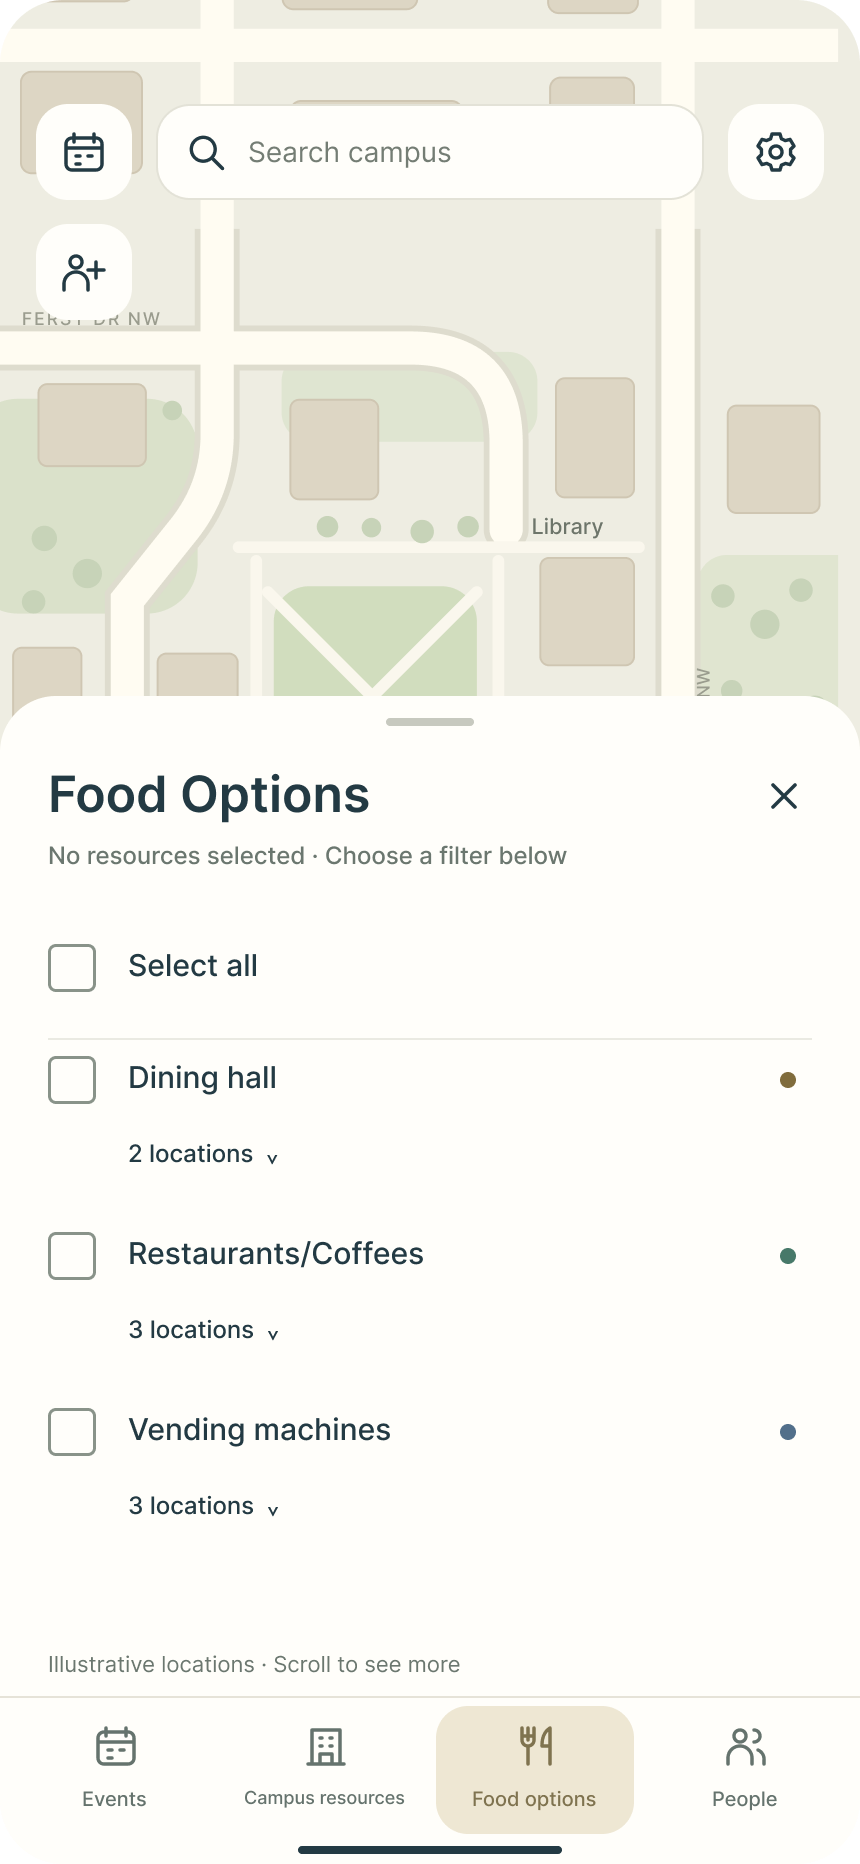 Search campus
FERST DR NW
Library
NW
Food Options
No resources selected · Choose a filter below
Select all
Dining hall
2 locations
Restaurants/Coffees
3 locations
Vending machines
3 locations
Illustrative locations · Scroll to see more
Events
Campus resources
Food options
People